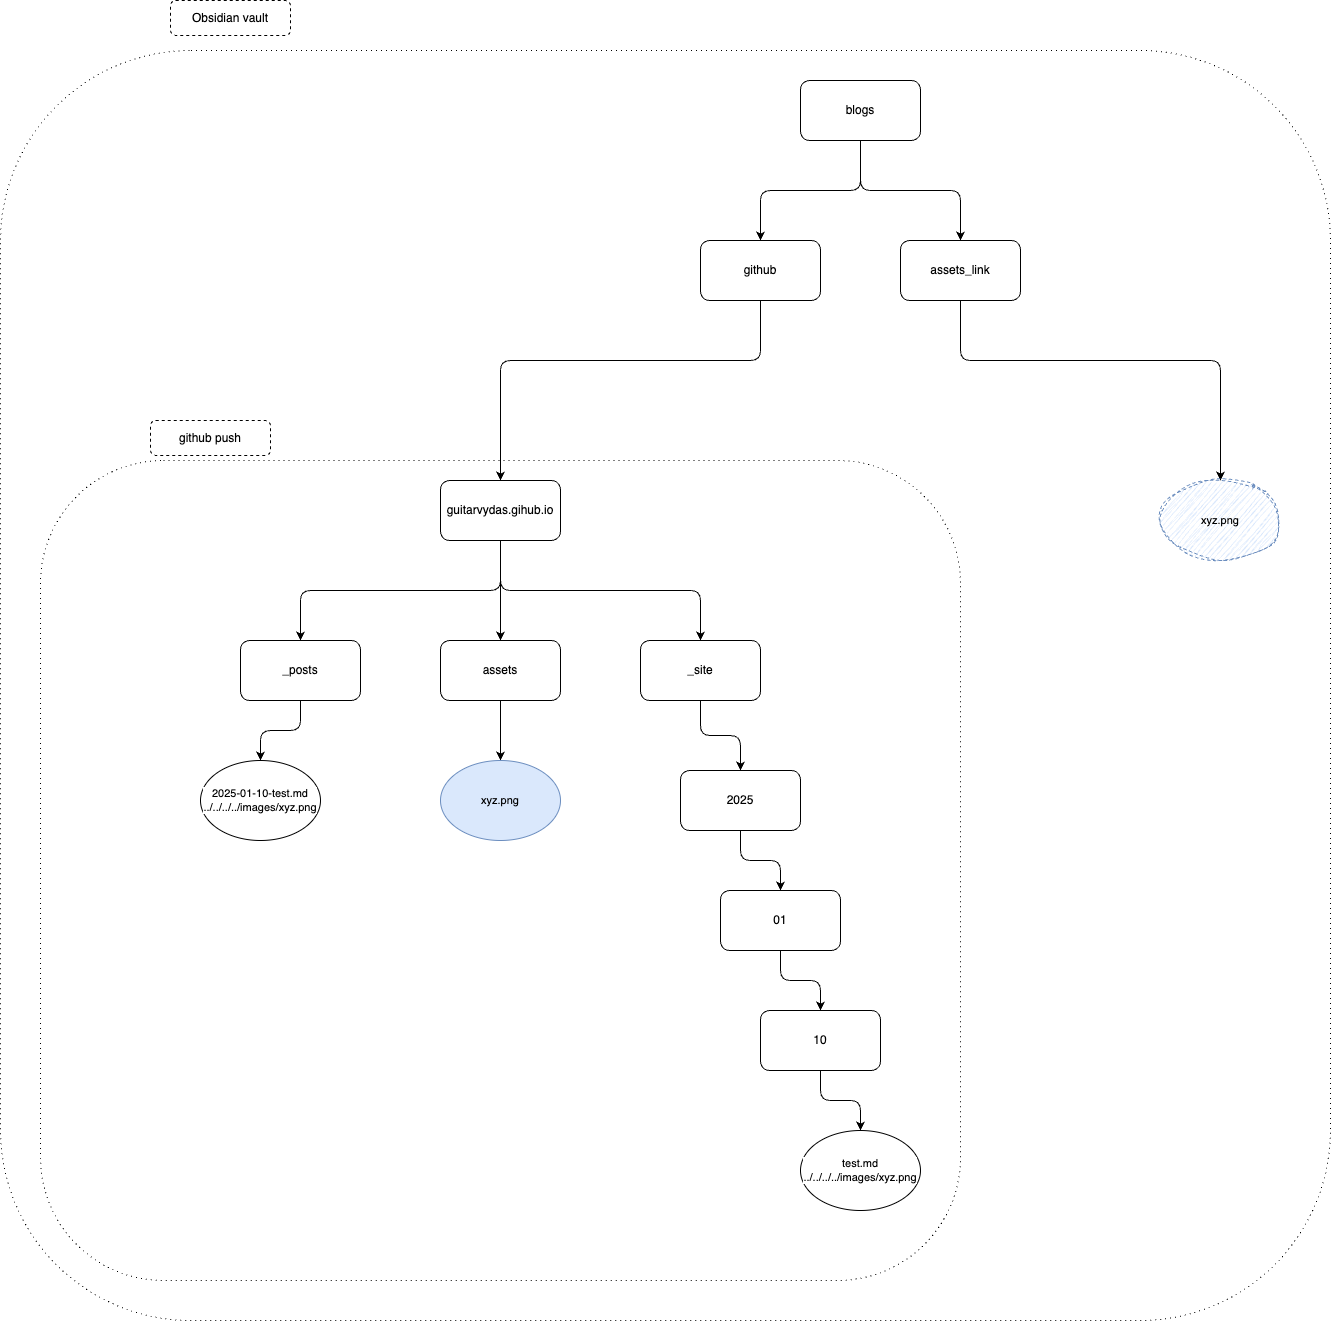 Obsidian vault
blogs
github
assets_link
github push
guitarvydas.gihub.io
xyz.png
_posts
assets
_site
2025-01-10-test.md
../../../../images/xyz.png
xyz.png
2025
01
10
test.md
../../../../images/xyz.png